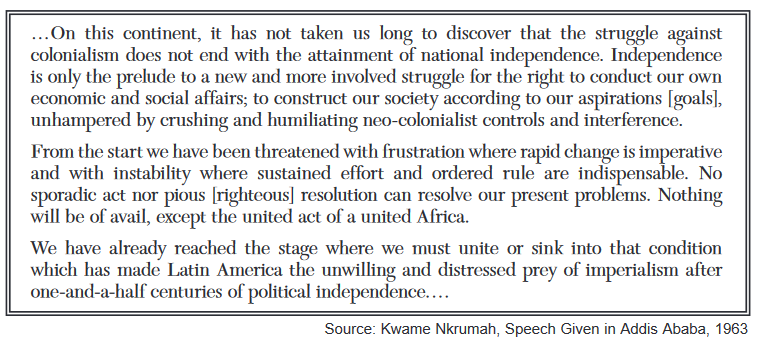 …On this continent, it has not taken us long to discover that the struggle against
colonialism does not end with the attainment of national independence. Independence
is only the prelude to a new and more involved struggle for the right to conduct our own
economic and social affairs; to construct our society according to our aspirations [goals],
unhampered by crushing and humiliating neo-colonialist controls and interference.
From the start we have been threatened with frustration where rapid change is imperative
and with instability where sustained effort and ordered rule are indispensable. No
sporadic act nor pious [righteous] resolution can resolve our present problems. Nothing
will be of avail, except the united act of a united Africa.
We have already reached the stage where we must unite or sink into that condition
which has made Latin America the unwilling and distressed prey of imperialism after
one-and-a-half centuries of political independence.…
Source: Kwame Nkrumah, Speech Given in Addis Ababa, 1963